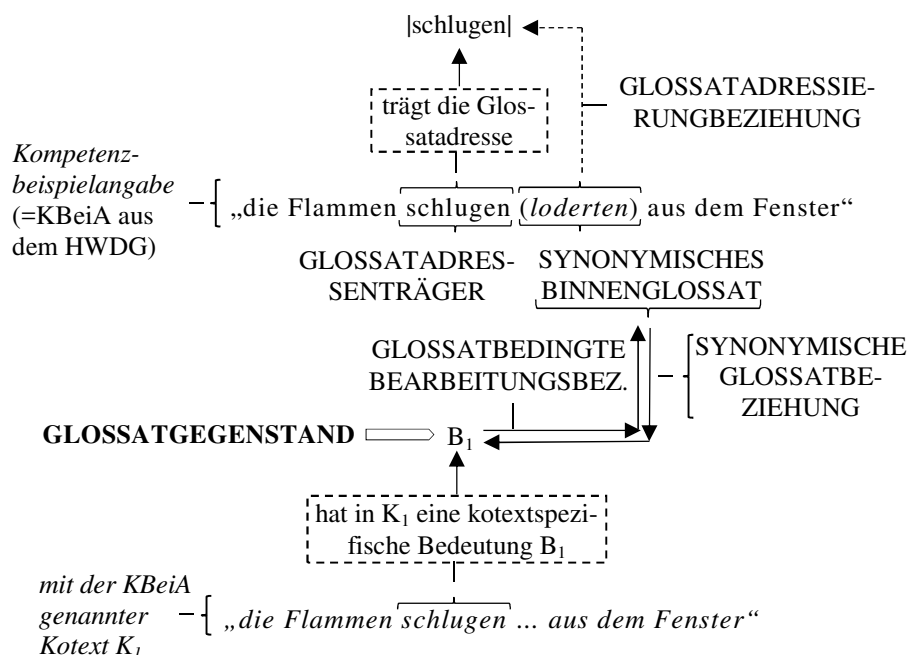 |schlugen|
trägt die Glos-
satadresse
GLOSSATADRESSIE-
RUNGBEZIEHUNG
Kompetenz-
beispielangabe
(=KBeiA aus
dem HWDG)
„die Flammen schlugen (loderten) aus dem Fenster“
GLOSSATADRES-
SENTRÄGER
SYNONYMISCHES
BINNENGLOSSAT
GLOSSATBEDINGTE
BEARBEITUNGSBEZ.
SYNONYMISCHE
GLOSSATBE-
ZIEHUNG
GLOSSATGEGENSTAND
B1
hat in K1 eine kotextspezi-
fische Bedeutung B1
mit der KBeiA
genannter
Kotext K1
„die Flammen schlugen ... aus dem Fenster“